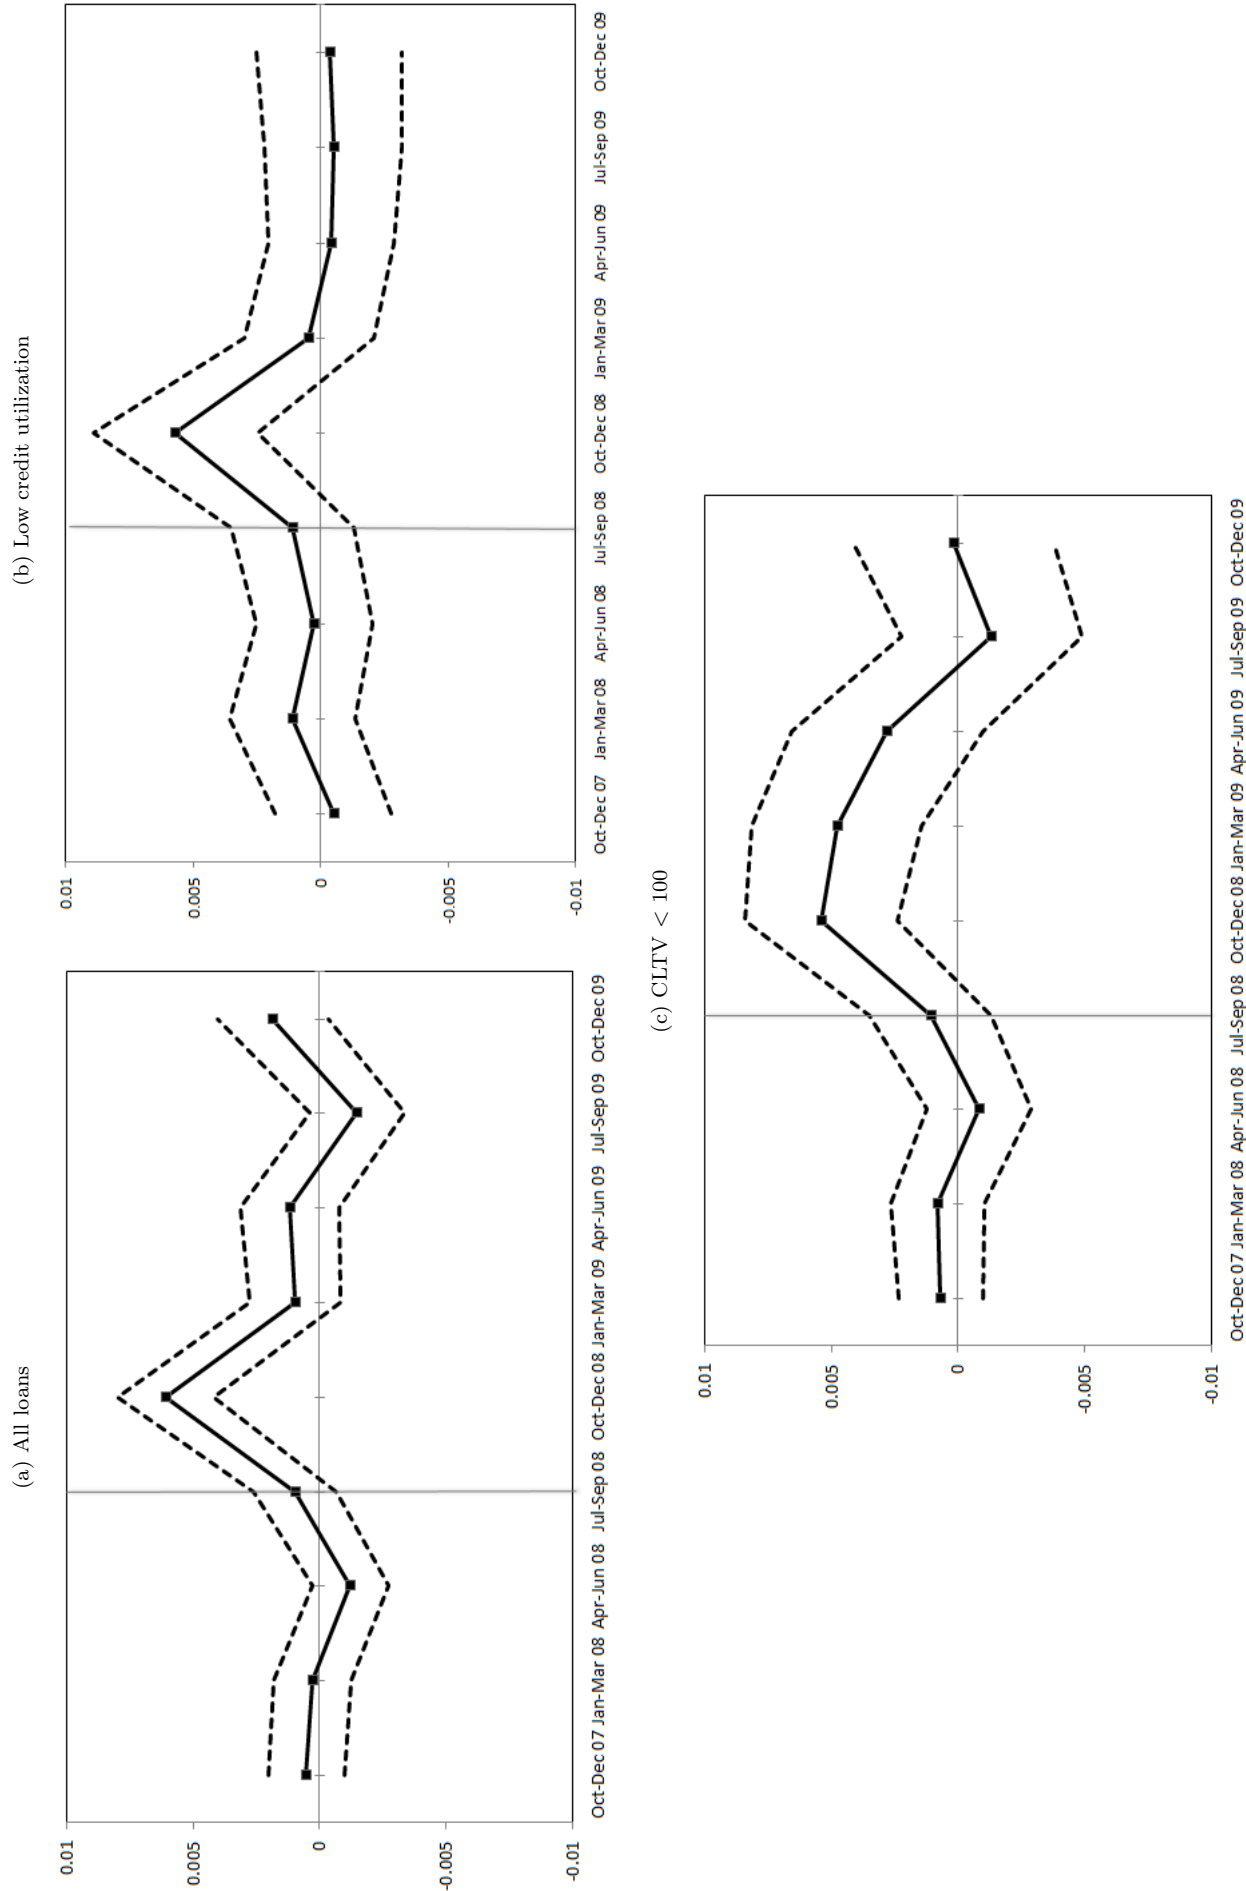 (a) All loans
0.01
0.005
0
-0.005
-0.01
Oct-Dec 07 Jan-Mar 08 Apr-Jun 08 Jul-Sep 08 Oct-Dec 08 Jan-Mar 09 Apr-Jun 09 Jul-Sep 09 Oct-Dec 09
(b) Low credit utilization
0.01
0.005
0
-0.005
-0.01
Oct-Dec 07 Jan-Mar 08 Apr-Jun 08 Jul-Sep 08 Oct-Dec 08 Jan-Mar 09 Apr-Jun 09 Jul-Sep 09 Oct-Dec 09
(c) CLTV < 100
0.01
0.005
0
-0.005
-0.01
Oct-Dec 07 Jan-Mar 08 Apr-Jun 08 Jul-Sep 08 Oct-Dec 08 Jan-Mar 09 Apr-Jun 09 Jul-Sep 09 Oct-Dec 09